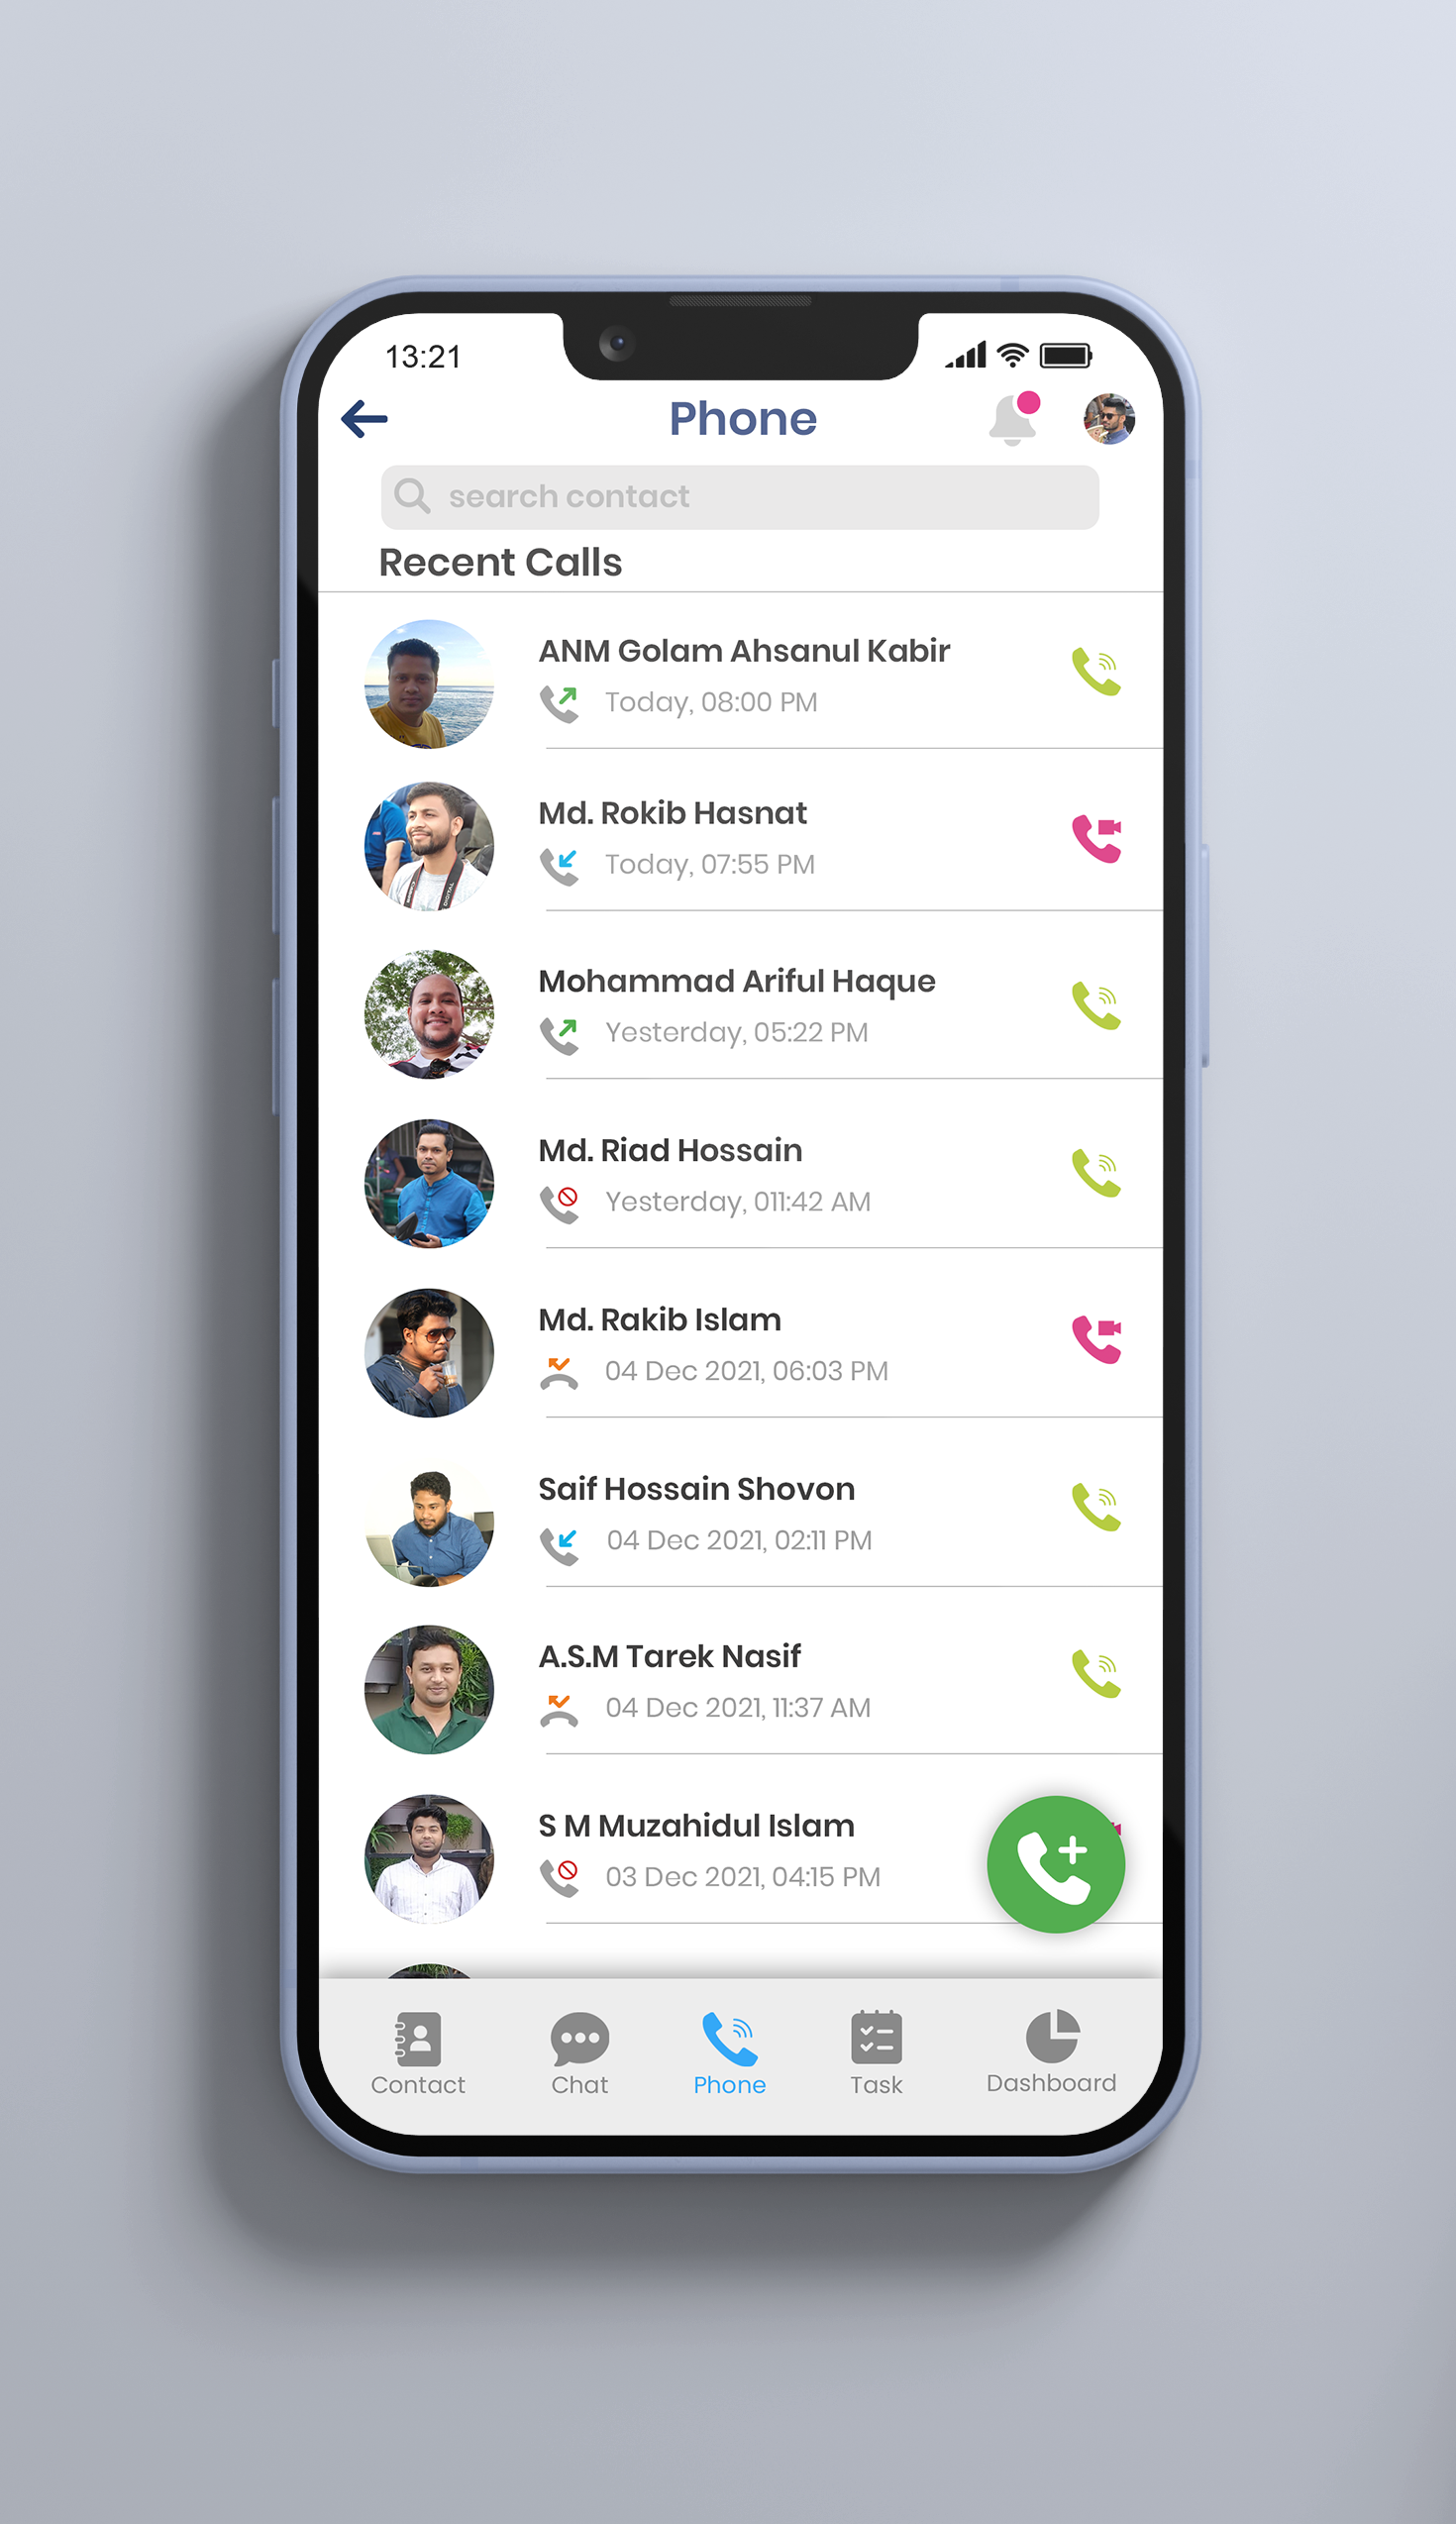 13:21
Phone
search contact
Recent Calls
ANM Golam Ahsanul Kabir
Today, 08:00 PM
Md. Rokib Hasnat
Today, 07:55 PM
Mohammad Ariful Haque
Yesterday, 05:22 PM
Md. Riad Hossain
Yesterday, 011:42 AM
Md. Rakib Islam
04 Dec 2021, 06:03 PM
Saif Hossain Shovon
04 Dec 2021, 02:11 PM
A.S.M Tarek Nasif
04 Dec 2021, 11:37 AM
S M Muzahidul Islam
03 Dec 2021, 04:15 PM
Contact Chat Phone Task Dashboard